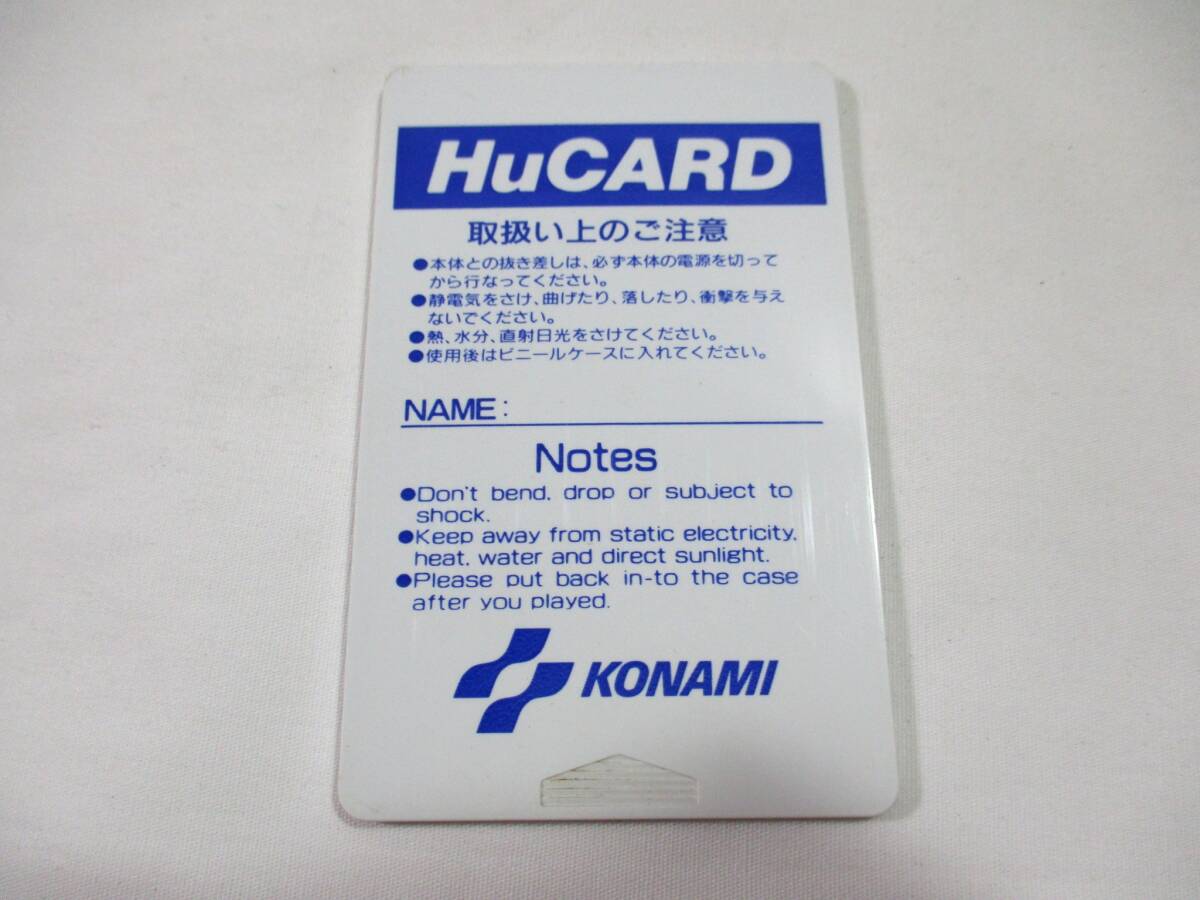 HuCARD
取扱い上のご注意
●本体との抜き差しは、必ず本体の電源を切って
から行なってください。
●静電気をさけ、曲げたり、落したり、衝撃を与え
ないでください。
●熱、水分、直射日光をさけてください。
●使用後はビニールケースに入れてください。
NAME:
Notes
●Don't bend, drop or subject to
shock.
●Keep away from static electricity,
heat, water and direct sunlight.
●Please put back in-to the case
after you played.
KONAMI